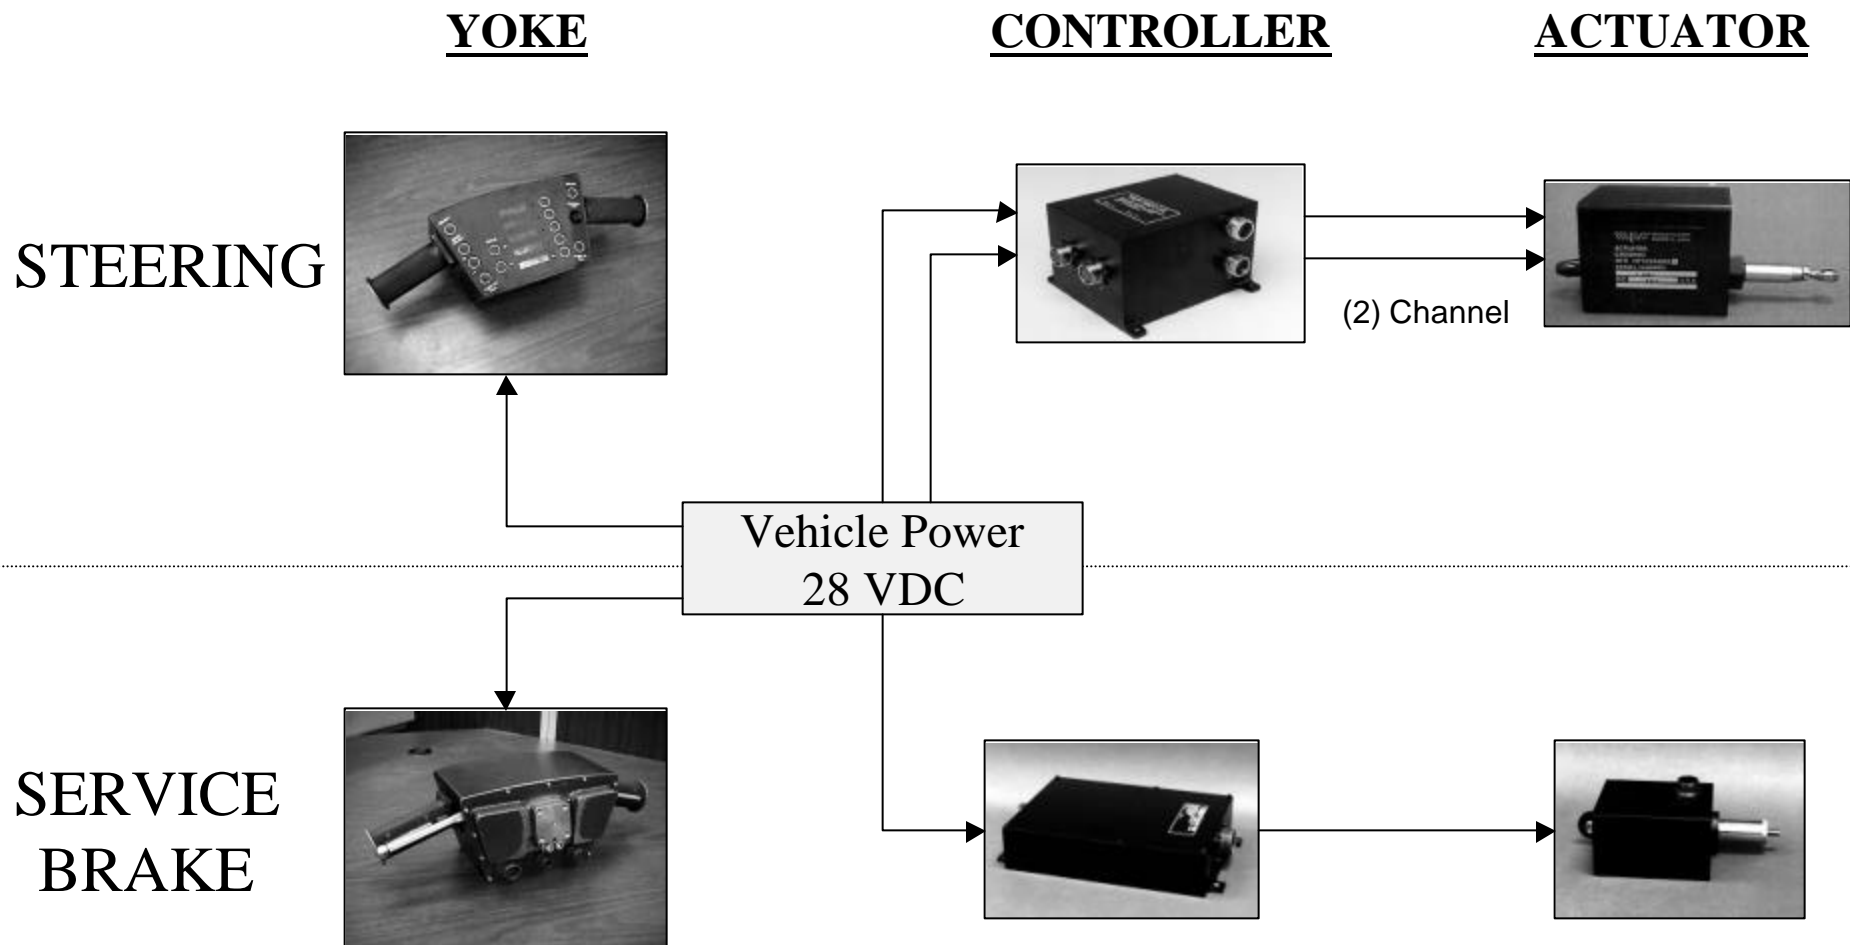 YOKE
CONTROLLER
ACTUATOR
STEERING
(2) Channel
Vehicle Power
28 VDC
SERVICE
BRAKE